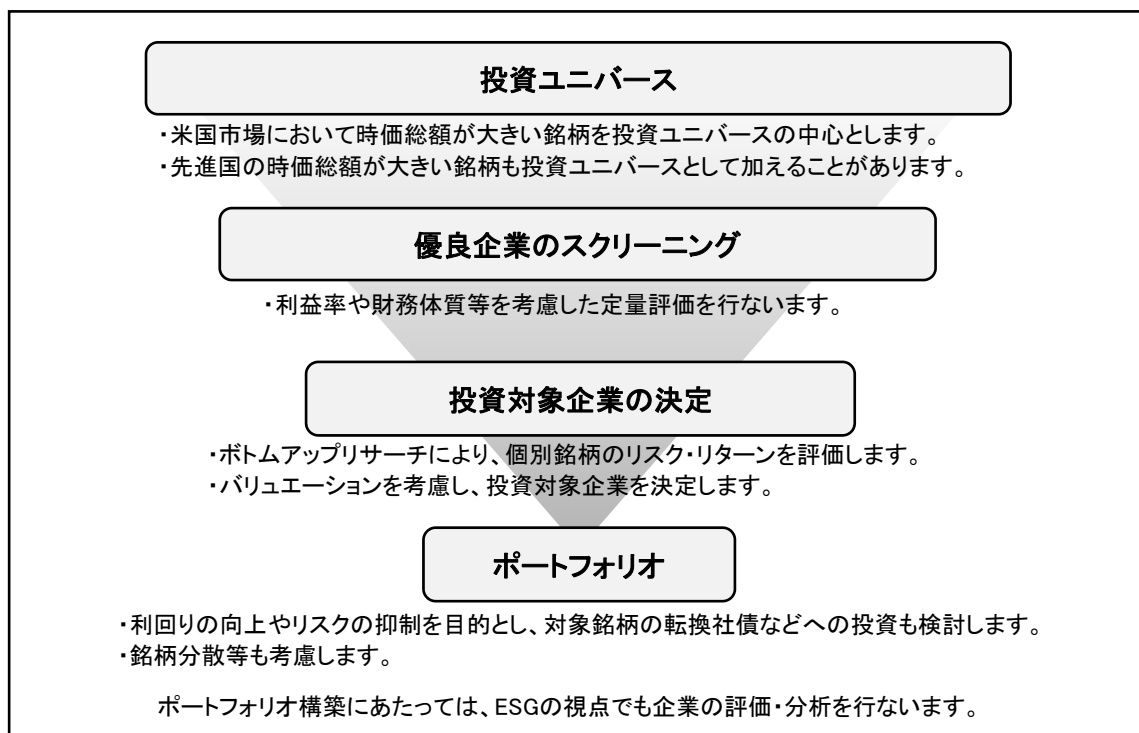 投資ユニバース
・米国市場において時価総額が大きい銘柄を投資ユニバースの中心とします。
・先進国の時価総額が大きい銘柄も投資ユニバースとして加えることがあります。
優良企業のスクリーニング
・利益率や財務体質等を考慮した定量評価を行ないます。
投資対象企業の決定
・ボトムアップリサーチにより、個別銘柄のリスク・リターンを評価します。
・バリュエーションを考慮し、投資対象企業を決定します。
ポートフォリオ
・利回りの向上やリスクの抑制を目的とし、対象銘柄の転換社債などへの投資も検討します。
・銘柄分散等も考慮します。
ポートフォリオ構築にあたっては、ESGの視点でも企業の評価・分析を行ないます。